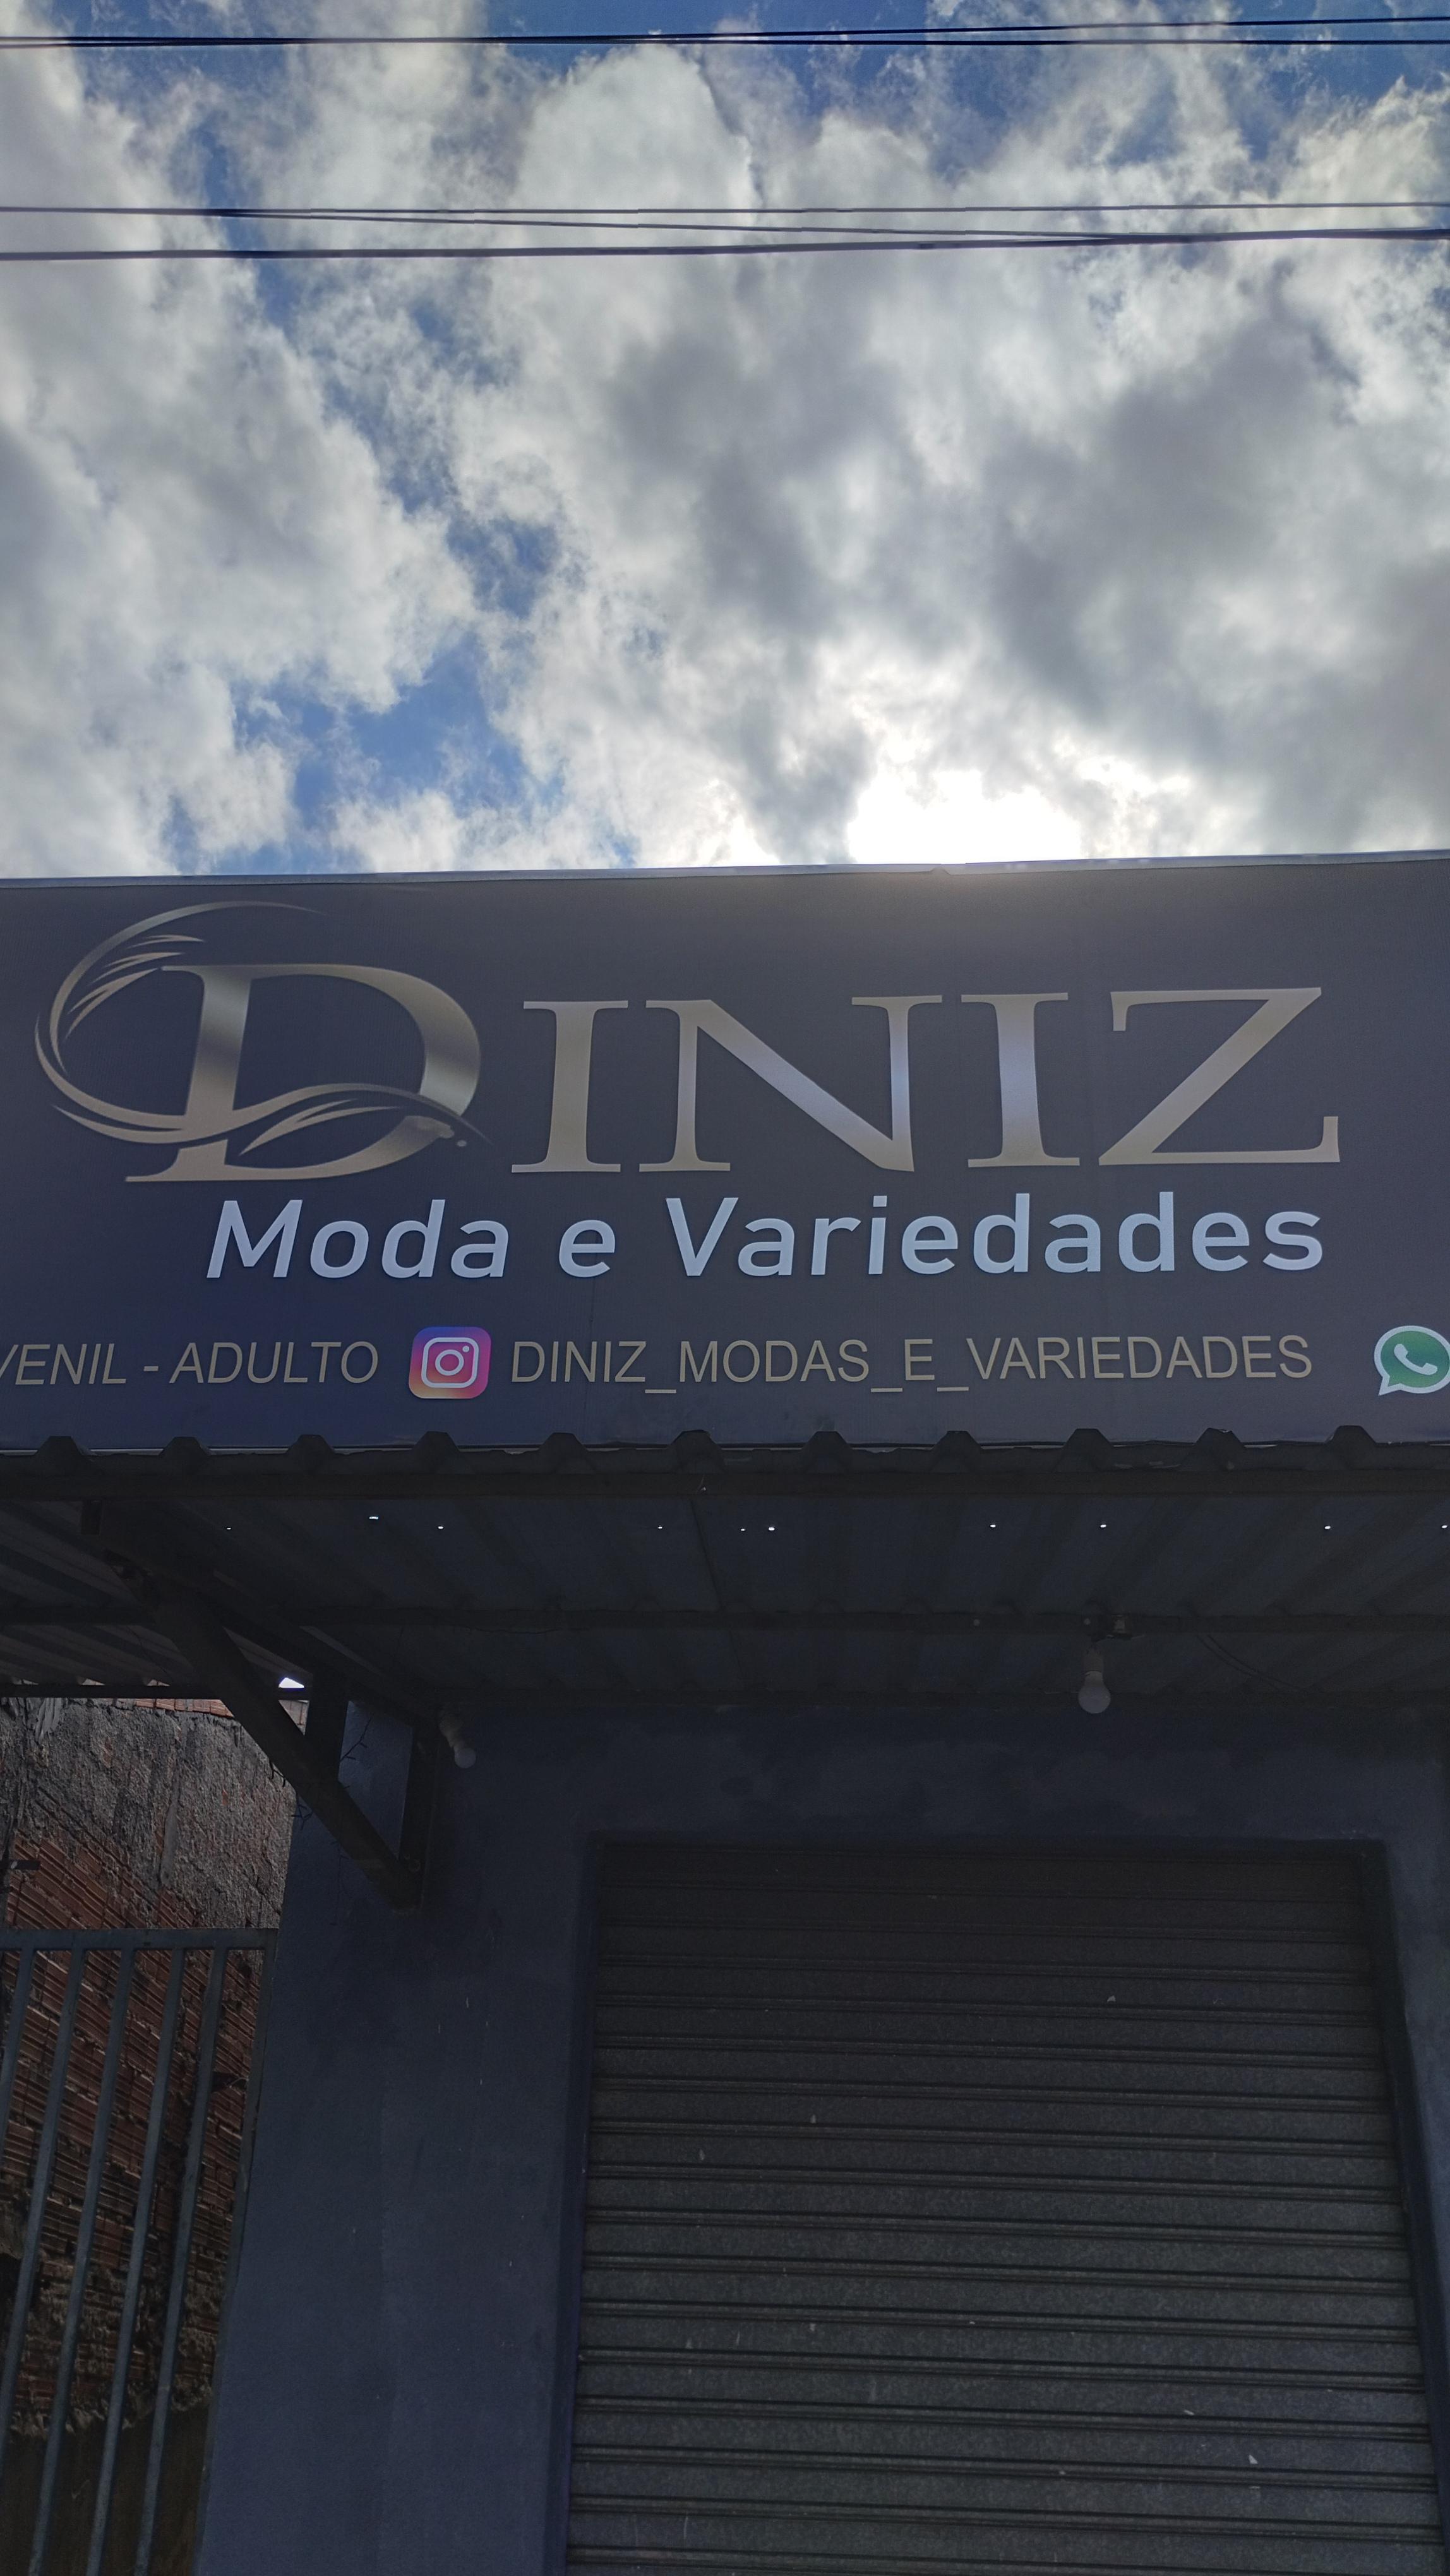 DINIZ
Moda e Variedades
VENIL - ADULTO DINIZ_MODAS_E_VARIEDADES